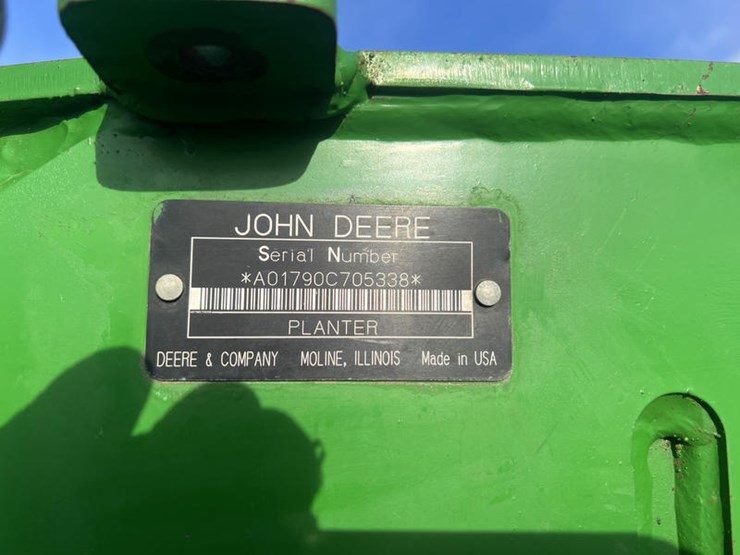 JOHN DEERE
Serial Number
*A01790C705338*
PLANTER
DEERE & COMPANY MOLINE, ILLINOIS Made in USA